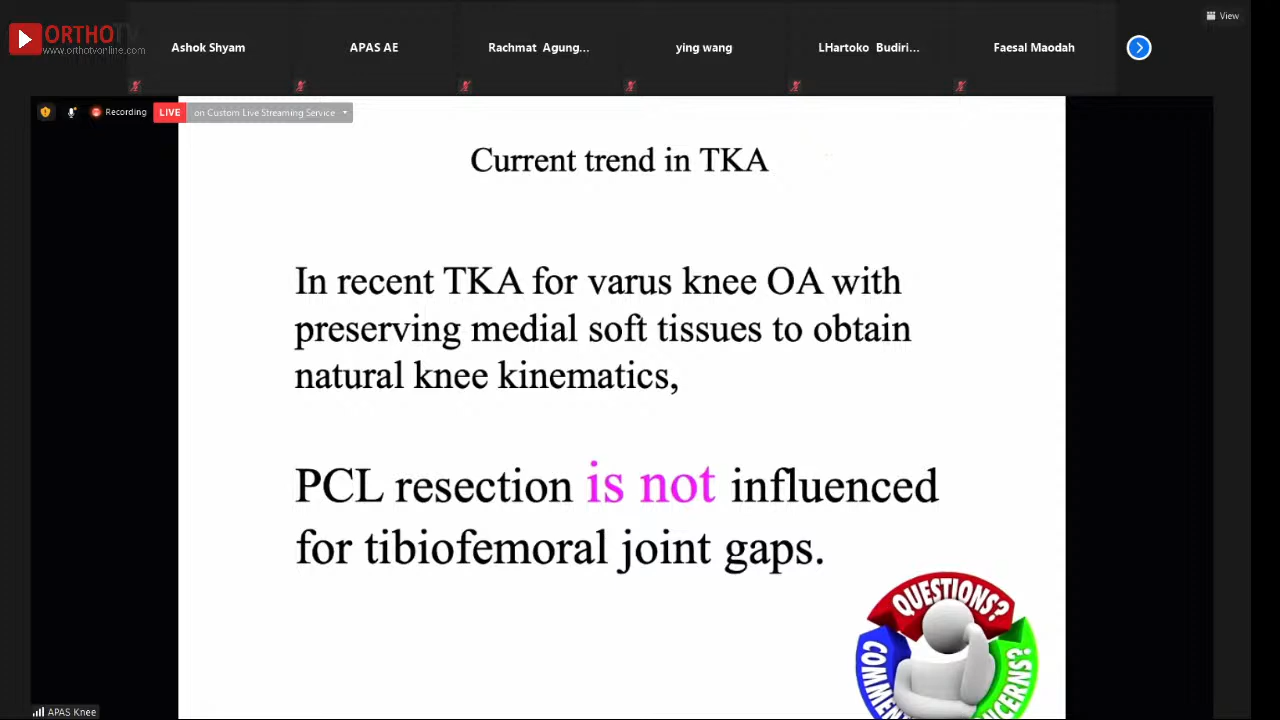 ORTHOTV
www.orthotvonline.com
Ashok Shyam
APAS AE
Rachmat Agung...
ying wang
LHartoko Budiri...
Faesal Maodah
View
Recording
LIVE
on Custom Live Streaming Service
Current trend in TKA
In recent TKA for varus knee OA with
preserving medial soft tissues to obtain
natural knee kinematics,
PCL resection is not influenced
for tibiofemoral joint gaps.
QUESTIONS?
APAS Knee